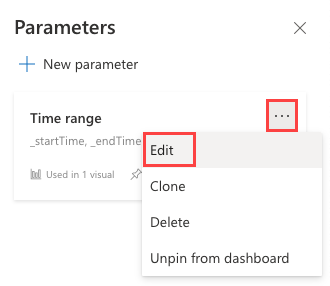 Parameters
New parameter
Time range
_startTime, _endTime
Edit
Used in 1 visual
Clone
Delete
Unpin from dashboard